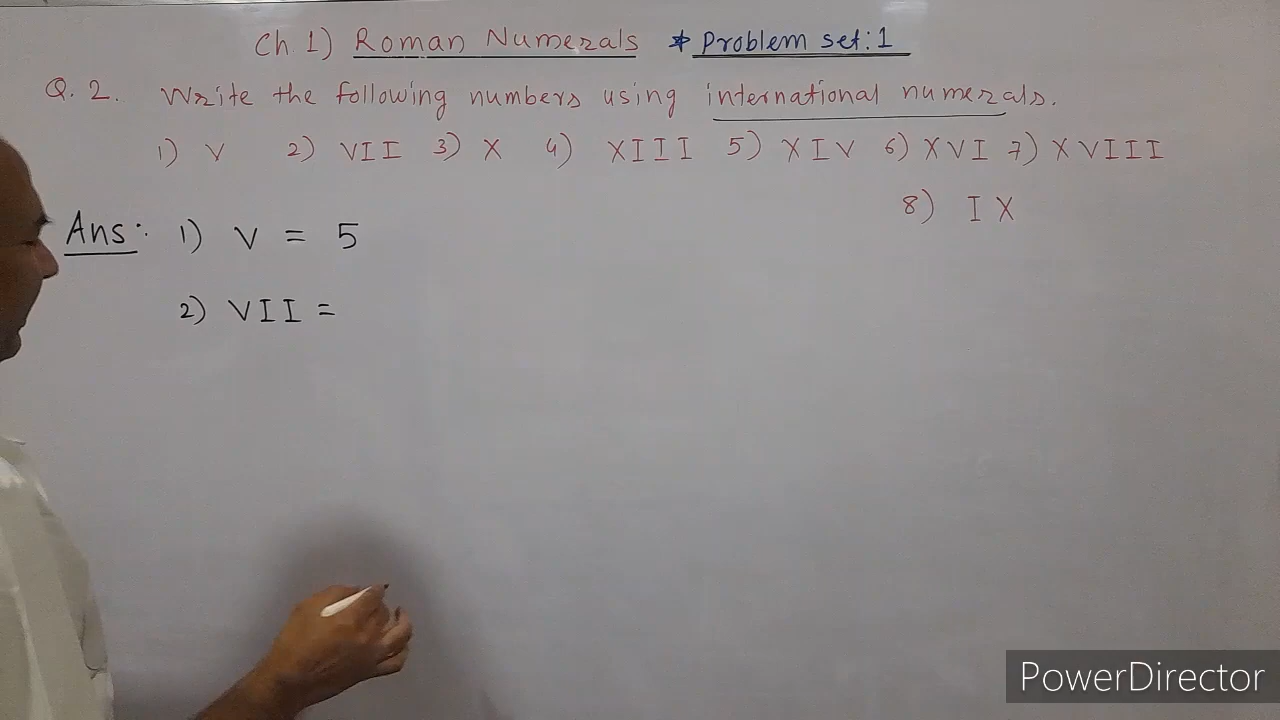 Ch 1) Roman Numerals * Problem set:1
Q. 2. Write the following numbers using international numerals.
1) V 2) VII 3) X 4) XIII 5) XIV 6) XVI 7) XVIII
8) IX
Ans: 1) V = 5
2) VII =
PowerDirector